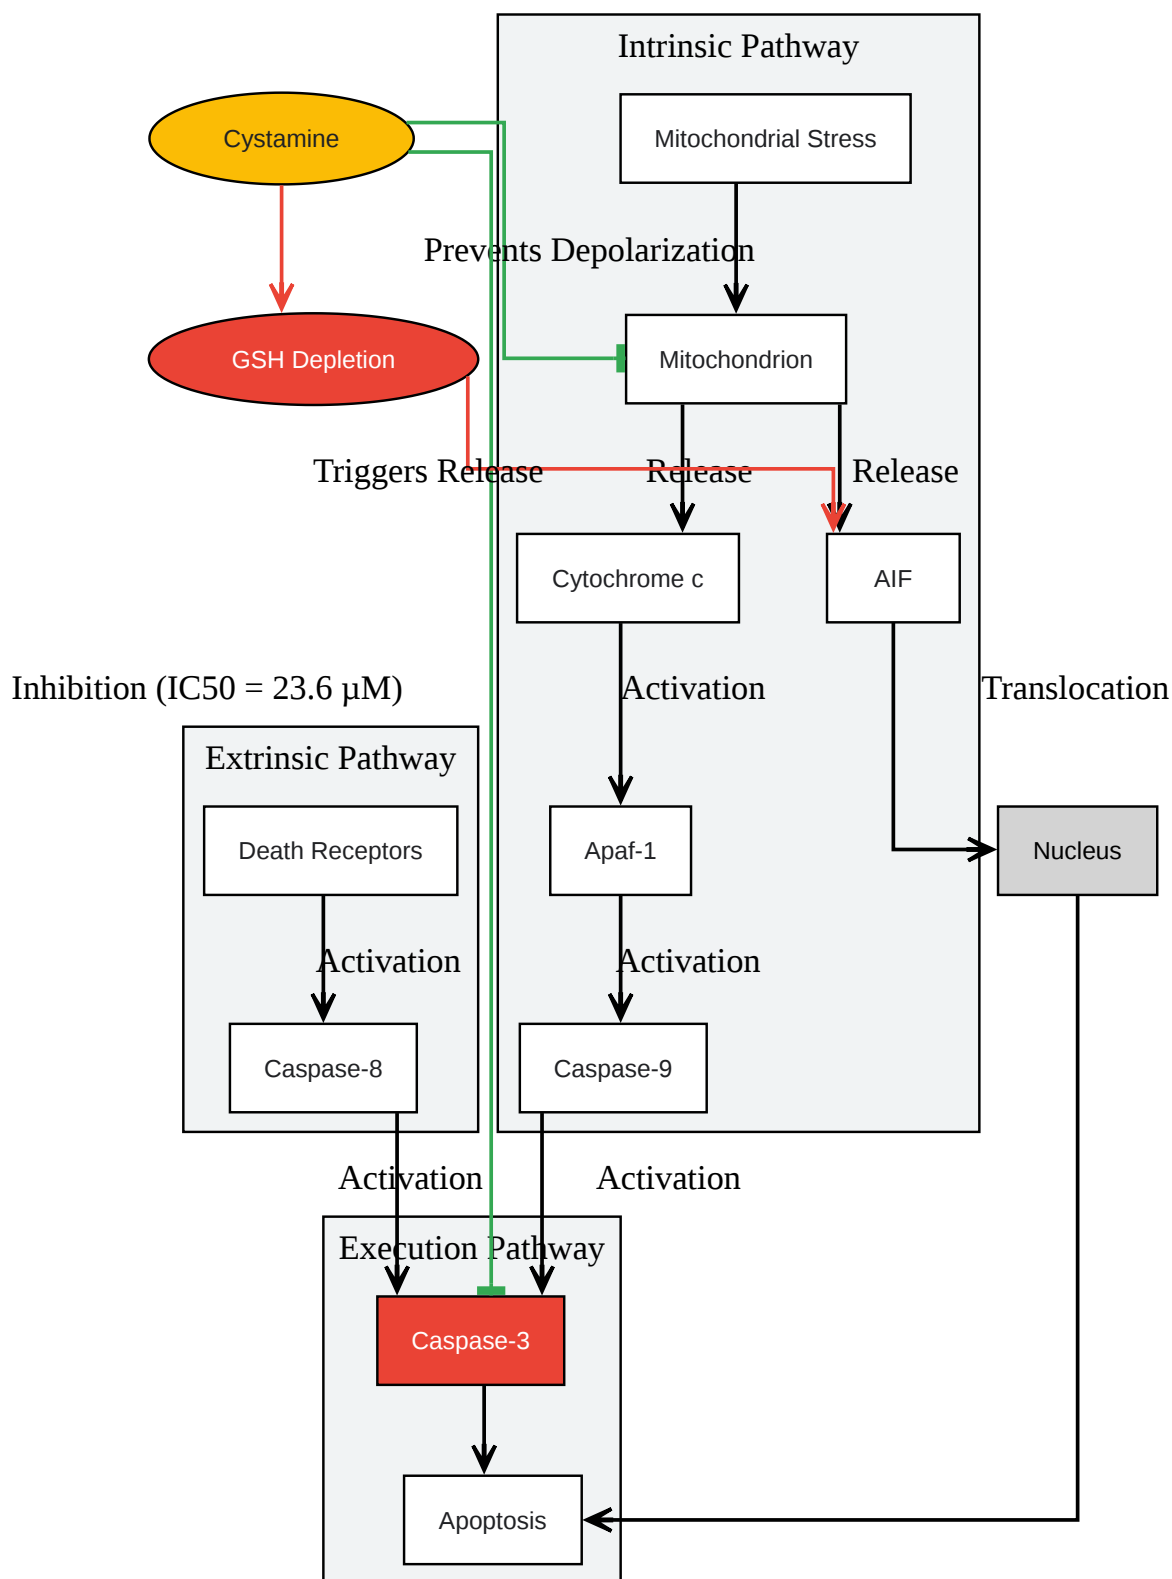 Intrinsic Pathway
Cystamine
Mitochondrial Stress
Prevents Depolarization
GSH Depletion
Mitochondrion
Triggers Release
Release
Release
Cytochrome c
AIF
Inhibition (IC50 = 23.6 µM)
Activation
Translocation
Extrinsic Pathway
Death Receptors
Apaf-1
Nucleus
Activation
Activation
Caspase-8
Caspase-9
Activation
Activation
Execution Pathway
Caspase-3
Apoptosis